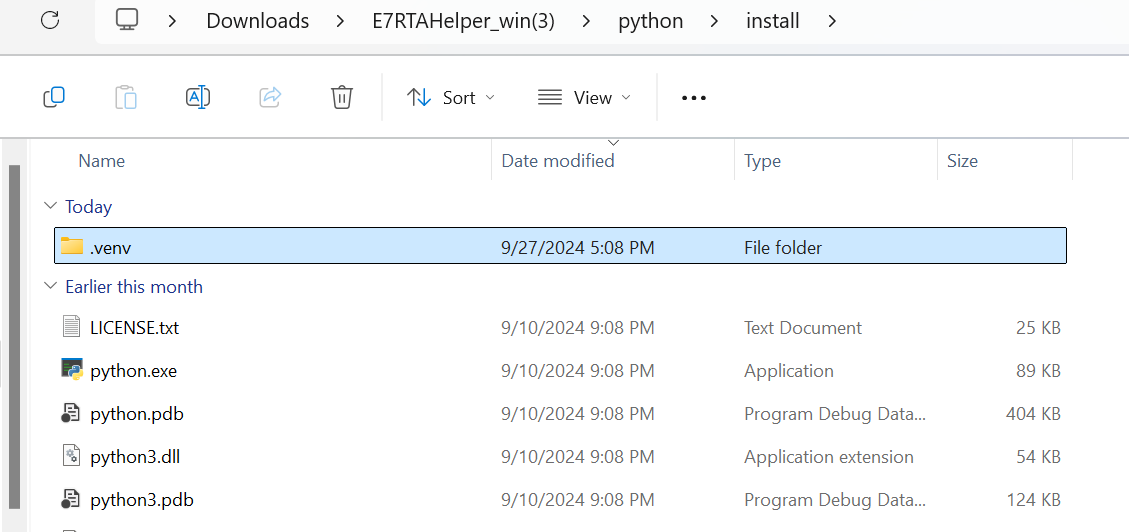 Downloads > E7RTAHelper_win(3) > python > install >
Sort View
Name Date modified Type Size
Today
.venv 9/27/2024 5:08 PM File folder
Earlier this month
LICENSE.txt 9/10/2024 9:08 PM Text Document 25 KB
python.exe 9/10/2024 9:08 PM Application 89 KB
python.pdb 9/10/2024 9:08 PM Program Debug Data... 404 KB
python3.dll 9/10/2024 9:08 PM Application extension 54 KB
python3.pdb 9/10/2024 9:08 PM Program Debug Data... 124 KB